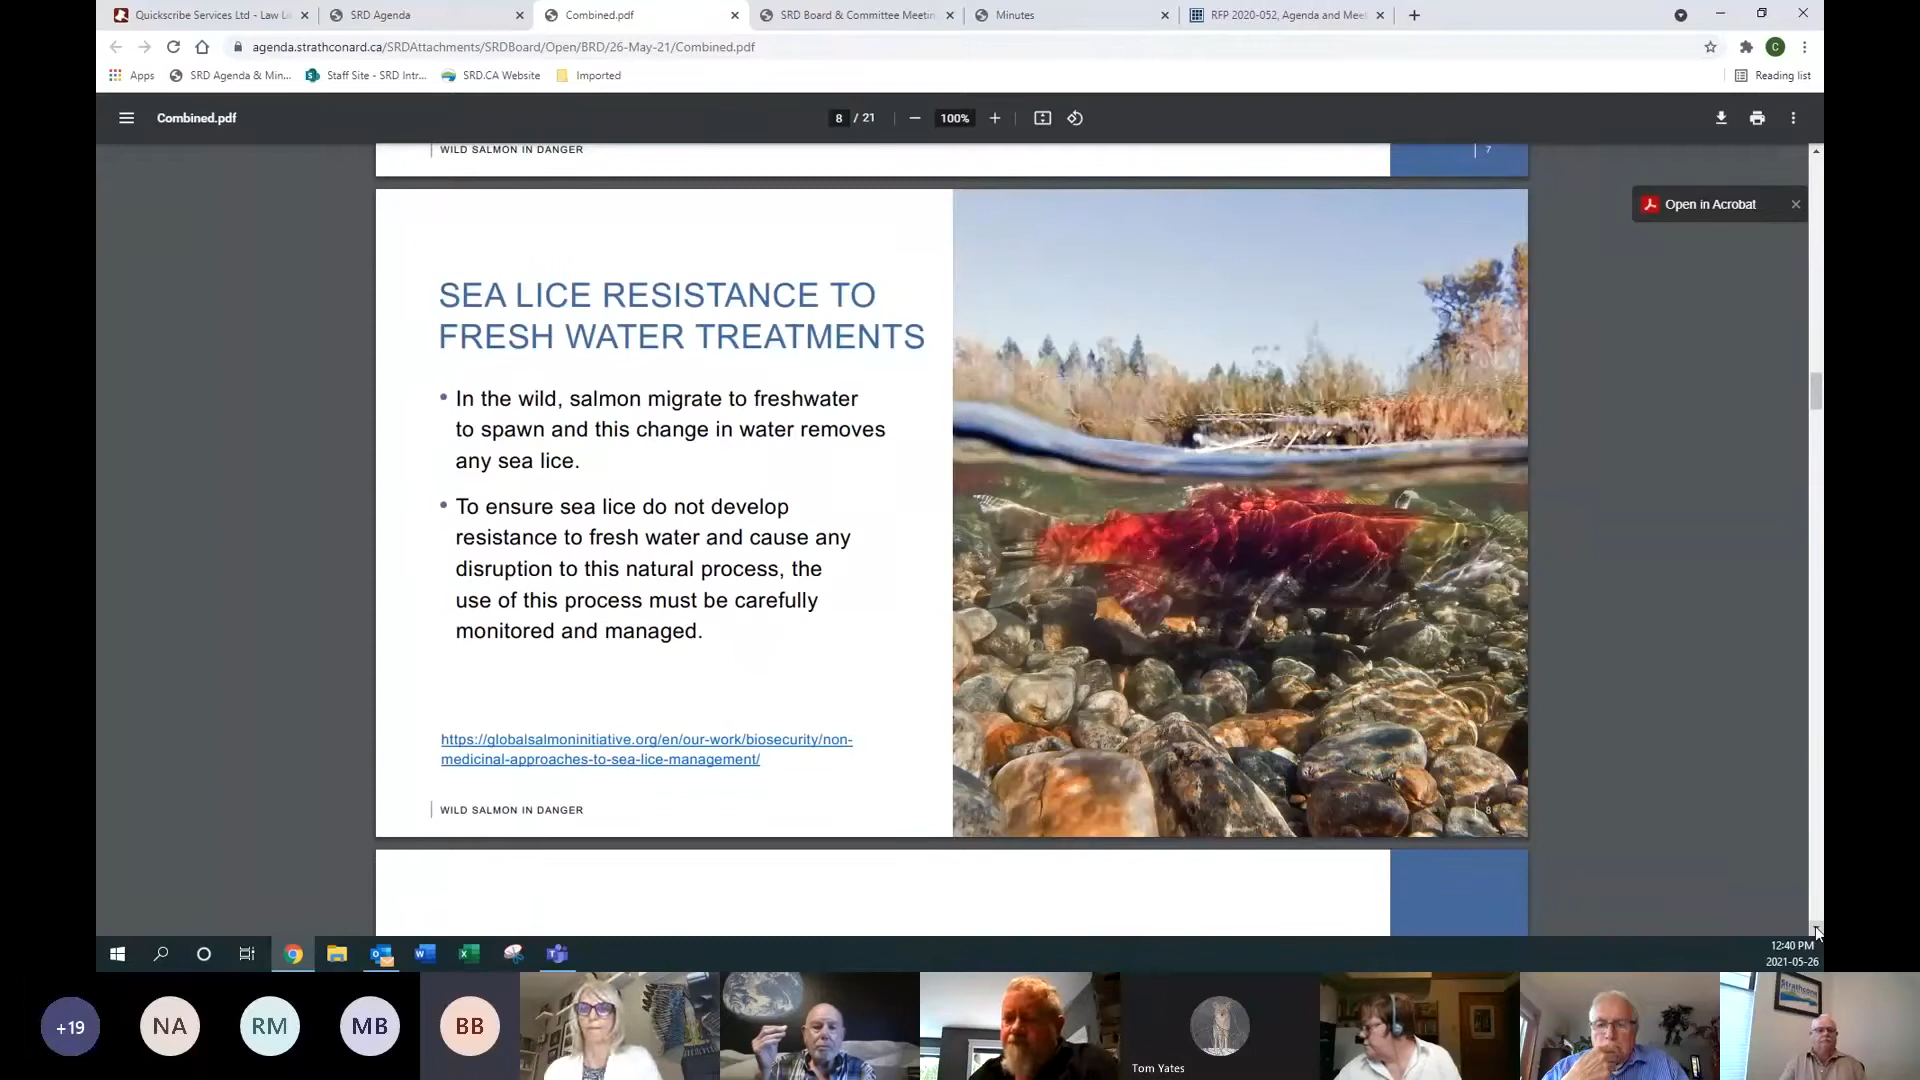 Quickscribe Services Ltd - Law Li
SRD Agenda
Combined.pdf
SRD Board & Committee Meetin
Minutes
RFP 2020-052, Agenda and Meet
agenda.strathconard.ca/SRDAttachments/SRDBoard/Open/BRD/26-May-21/Combined.pdf
C
Apps
SRD Agenda & Min...
Staff Site - SRD Intr...
SRD.CA Website
Imported
Reading list
Combined.pdf
8 / 21
100%
WILD SALMON IN DANGER
7
Open in Acrobat
SEA LICE RESISTANCE TO
FRESH WATER TREATMENTS
• In the wild, salmon migrate to freshwater
to spawn and this change in water removes
any sea lice.
• To ensure sea lice do not develop
resistance to fresh water and cause any
disruption to this natural process, the
use of this process must be carefully
monitored and managed.
https://globalsalmoninitiative.org/en/our-work/biosecurity/non-
medicinal-approaches-to-sea-lice-management/
WILD SALMON IN DANGER
8
12:40 PM
2021-05-26
+19
NA
RM
MB
BB
Tom Yates
Strathcona